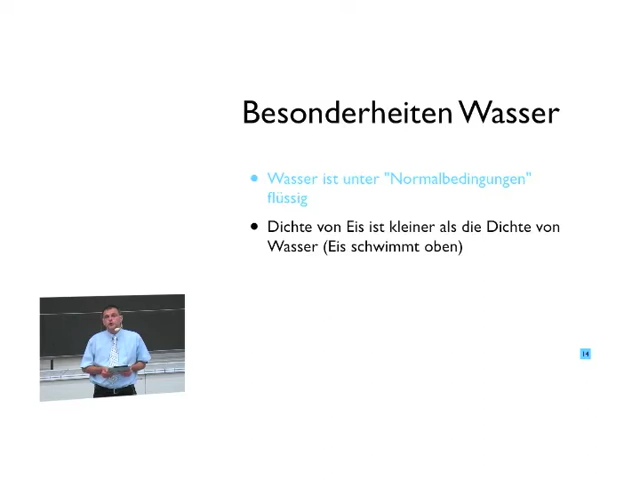 Besonderheiten Wasser
• Wasser ist unter "Normalbedingungen"
flüssig
• Dichte von Eis ist kleiner als die Dichte von
Wasser (Eis schwimmt oben)
14